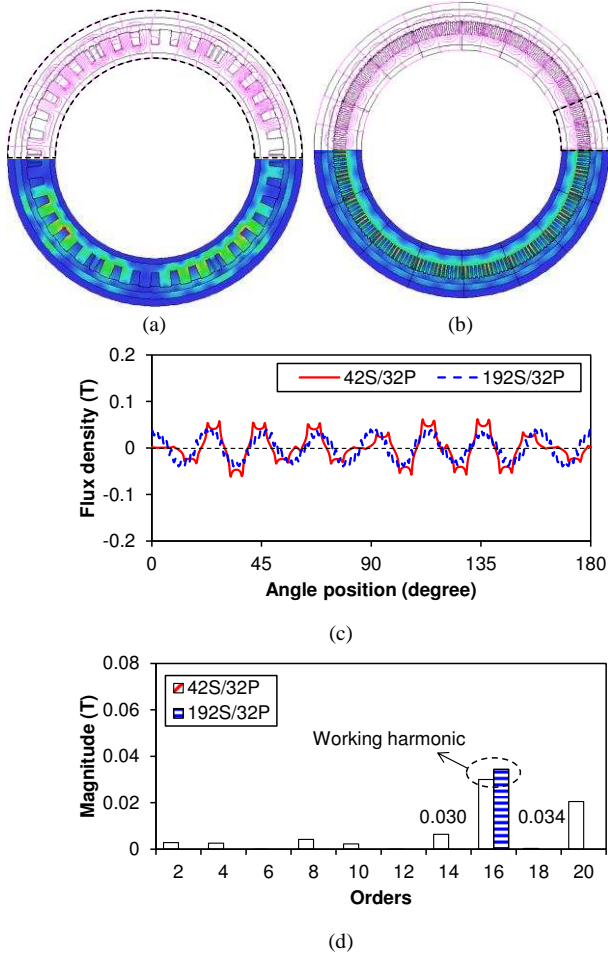 (a)
(b)
Flux density (T)
0.2
0.1
0
-0.1
-0.2
42S/32P
192S/32P
0
45
90
135
180
Angle position (degree)
(c)
Magnitude (T)
0.08
0.06
0.04
0.02
0
42S/32P
192S/32P
Working harmonic
0.030
0.034
2
4
6
8
10
12
14
16
18
20
Orders
(d)